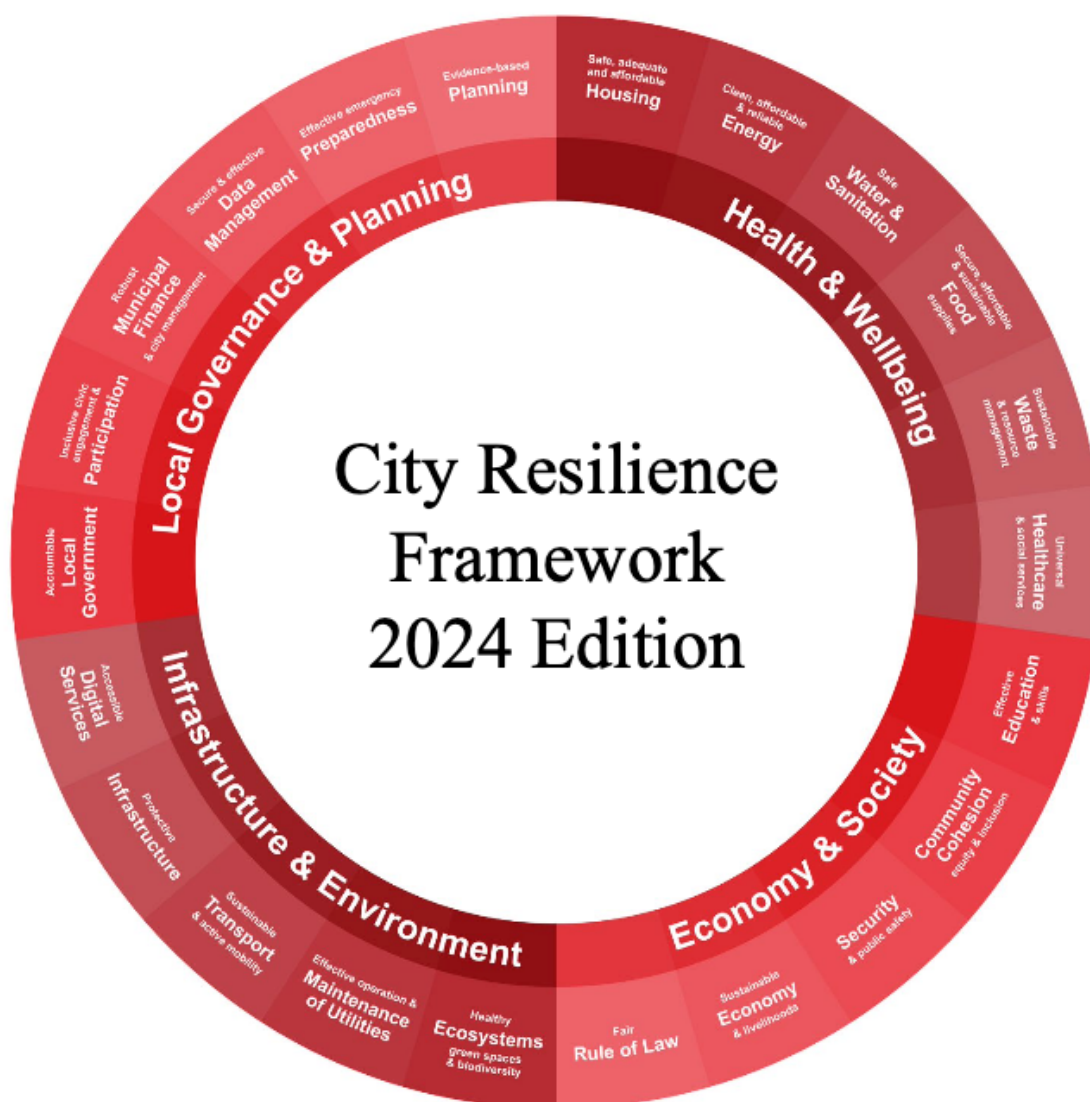 City Resilience
Framework
2024 Edition
Health & Wellbeing
Safe, adequate
and affordable
Housing
Clean, affordable
& reliable
Energy
Safe
Water &
Sanitation
Secure, affordable
& sustainable
Food
supplies
Sustainable
Waste
& resource
management
Universal
Healthcare
& social services
Economy & Society
Effective
Education
& skills
Community
Cohesion
equity & inclusion
Security
& public safety
Sustainable
Economy
& livelihoods
Fair
Rule of Law
Infrastructure & Environment
Healthy
Ecosystems
green spaces
& biodiversity
Effective operation &
Maintenance
of Utilities
Sustainable
Transport
& active mobility
Protective
Infrastructure
Accessible
Digital
Services
Local Governance & Planning
Accountable
Local
Government
Inclusive civic
engagement &
Participation
Robust
Municipal
Finance
& city management
Secure & effective
Data
Management
Effective emergency
Preparedness
Evidence-based
Planning